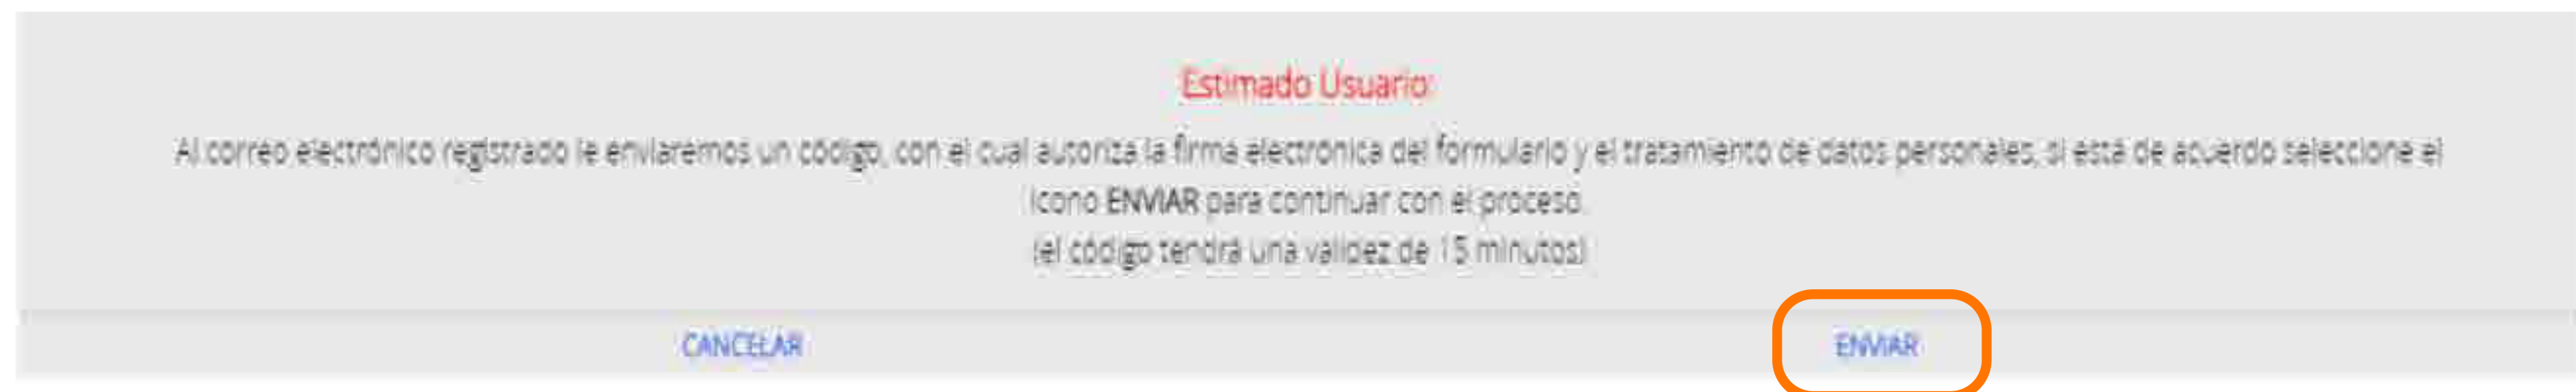 Estimado Usuario:
Al correo electrónico registrado le enviaremos un código, con el cual autoriza la firma electrónica del formulario y el tratamiento de datos personales, si está de acuerdo seleccione el
icono ENVIAR para continuar con el proceso.
(el código tendrá una validez de 15 minutos)
CANCELAR ENVIAR